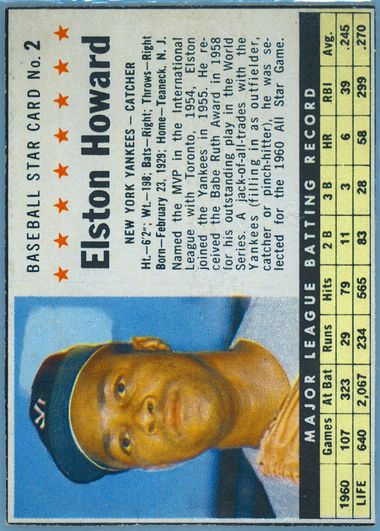 BASEBALL STAR CARD No. 2
★ ★ ★ ★ ★ ★ ★ ★
Elston Howard
NEW YORK YANKEES — CATCHER
Ht.—6'2"; Wt.—198; Bats—Right; Throws—Right
Born—February 23, 1929; Home—Teaneck, N. J.
Named the MVP in the International
League with Toronto, 1954, Elston
joined the Yankees in 1955. He re-
ceived the Babe Ruth Award in 1958
for his outstanding play in the World
Series. A jack-of-all-trades with the
Yankees (filling in as outfielder,
catcher or pinch-hitter), he was se-
lected for the 1960 All Star Game.
MAJOR LEAGUE BATTING RECORD
Games At Bat Runs Hits 2 B 3 B HR RBI Avg.
1960 107 323 29 79 11 3 6 39 .245
LIFE 640 2,067 234 565 83 28 58 299 .270